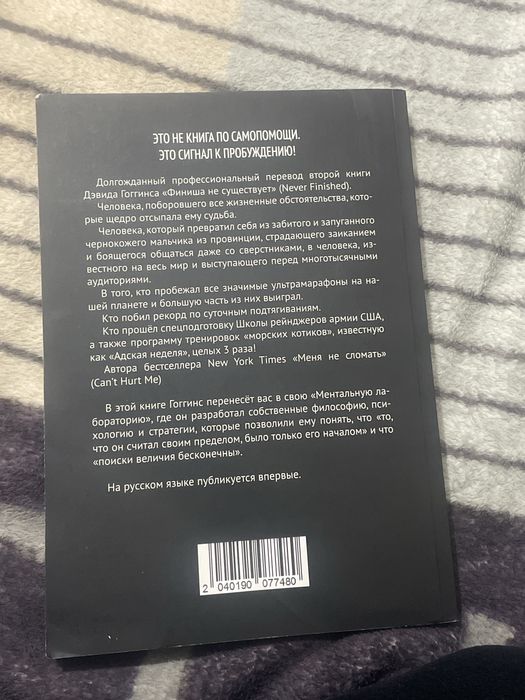 ЭТО НЕ КНИГА ПО САМОПОМОЩИ.
ЭТО СИГНАЛ К ПРОБУЖДЕНИЮ!
Долгожданный профессиональный перевод второй книги
Дэвида Гоггинса «Финиша не существует» (Never Finished).
Человека, поборовшего все жизненные обстоятельства, кото-
рые щедро отсыпала ему судьба.
Человека, который превратил себя из забитого и запуганного
чернокожего мальчика из провинции, страдающего заиканием
и боящегося общаться даже со сверстниками, в человека, из-
вестного на весь мир и выступающего перед многотысячными
аудиториями.
В того, кто пробежал все значимые ультрамарафоны на на-
шей планете и большую часть из них выиграл.
Кто побил рекорд по суточным подтягиваниям.
Кто прошёл спецподготовку Школы рейнджеров армии США,
а также программу тренировок «морских котиков», известную
как «Адская неделя», целых 3 раза!
Автора бестселлера New York Times «Меня не сломать»
(Can't Hurt Me)
В этой книге Гоггинс перенесёт вас в свою «Ментальную ла-
бораторию», где он разработал собственные философию, пси-
хологию и стратегии, которые позволили ему понять, что «то,
что он считал своим пределом, было только его началом» и что
«поиски величия бесконечны».
На русском языке публикуется впервые.
2 040190 077480